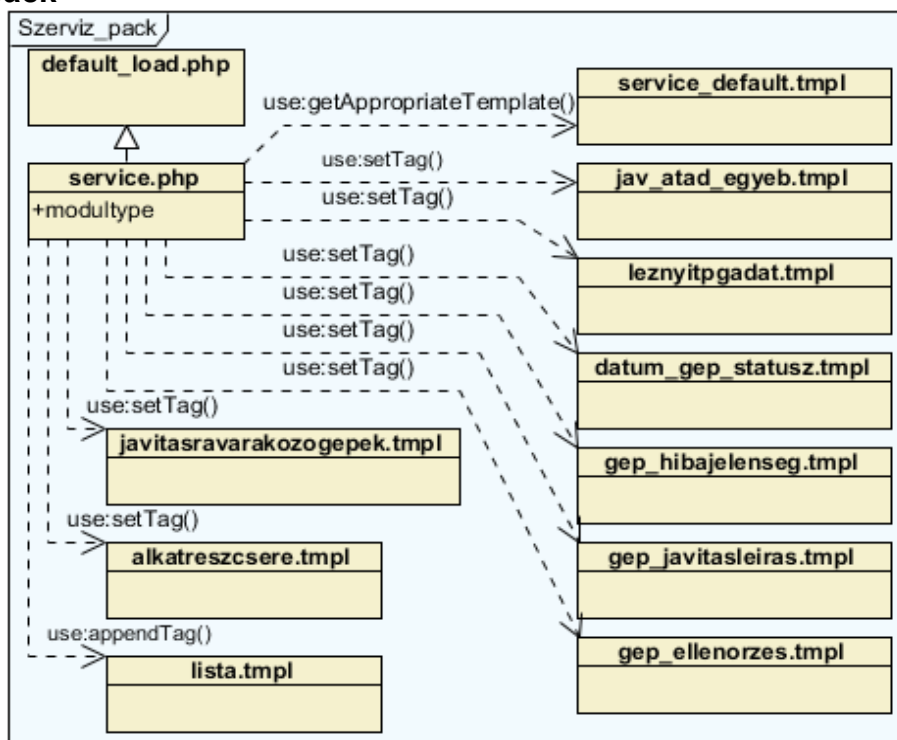 Szerviz_pack
default_load.php
service_default.tmpl
use:getAppropriateTemplate()
use:setTag()
service.php
jav_atad_egyeb.tmpl
+modultype
use:setTag()
use:setTag()
leznyitpgadat.tmpl
use:setTag()
use:setTag()
datum_gep_statusz.tmpl
use:setTag()
use:setTag()
javitasravarakozogepek.tmpl
gep_hibajelenseg.tmpl
use:setTag()
alkatreszcsere.tmpl
gep_javitasleiras.tmpl
use:appendTag()
gep_ellenorzes.tmpl
lista.tmpl